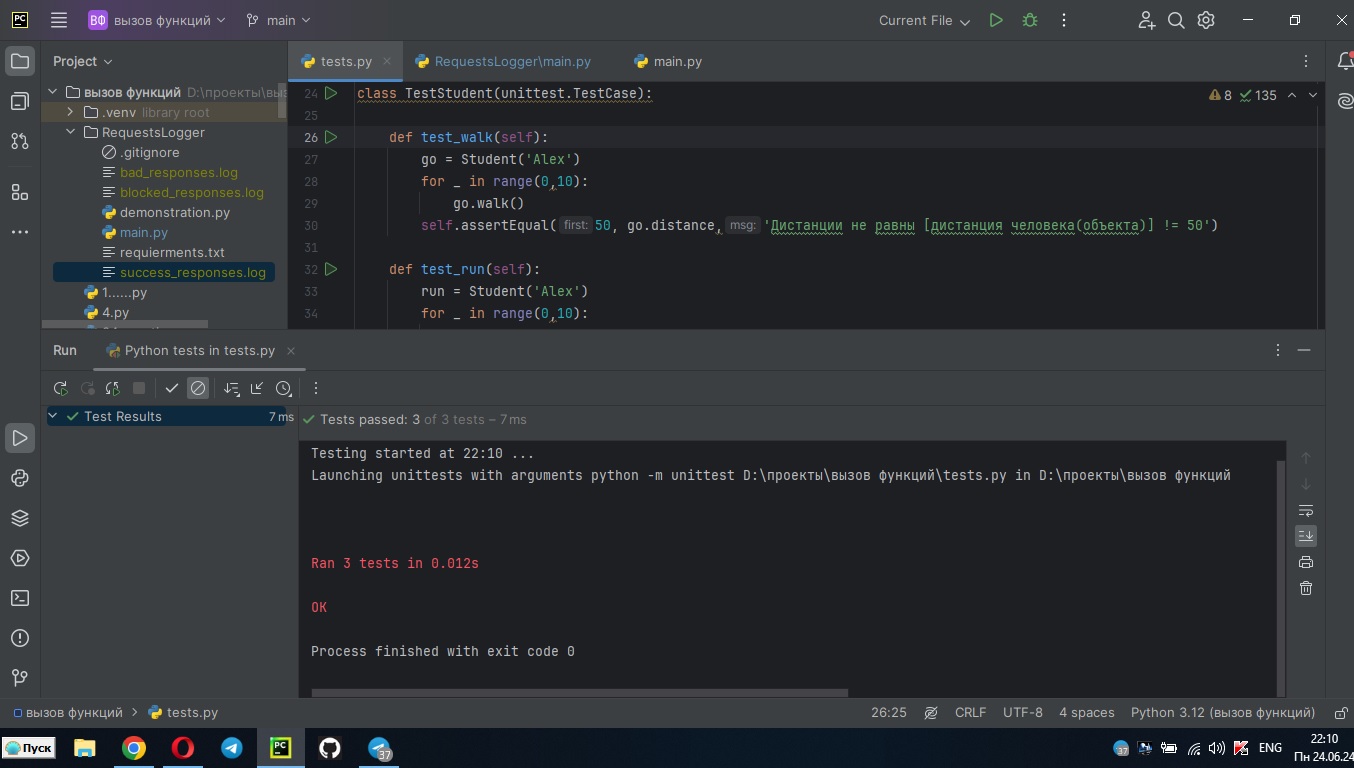 PC ВФ вызов функций main Current File
Project
tests.py RequestsLogger\main.py main.py
вызов функций D:\проекты\выз
.venv library root
RequestsLogger
.gitignore
bad_responses.log
blocked_responses.log
demonstration.py
main.py
requierments.txt
success_responses.log
1......py
4.py
24 class TestStudent(unittest.TestCase):
8 135
25
26 def test_walk(self):
27 go = Student('Alex')
28 for _ in range(0,10):
29 go.walk()
30 self.assertEqual( first: 50, go.distance, msg: 'Дистанции не равны [дистанция человека(объекта)] != 50')
31
32 def test_run(self):
33 run = Student('Alex')
34 for _ in range(0,10):
Run Python tests in tests.py
Test Results 7 ms
Tests passed: 3 of 3 tests – 7 ms
Testing started at 22:10 ...
Launching unittests with arguments python -m unittest D:\проекты\вызов функций\tests.py in D:\проекты\вызов функций
Ran 3 tests in 0.012s
OK
Process finished with exit code 0
вызов функций tests.py 26:25 CRLF UTF-8 4 spaces Python 3.12 (вызов функций)
Пуск PC 37 37 ENG 22:10
Пн 24.06.24